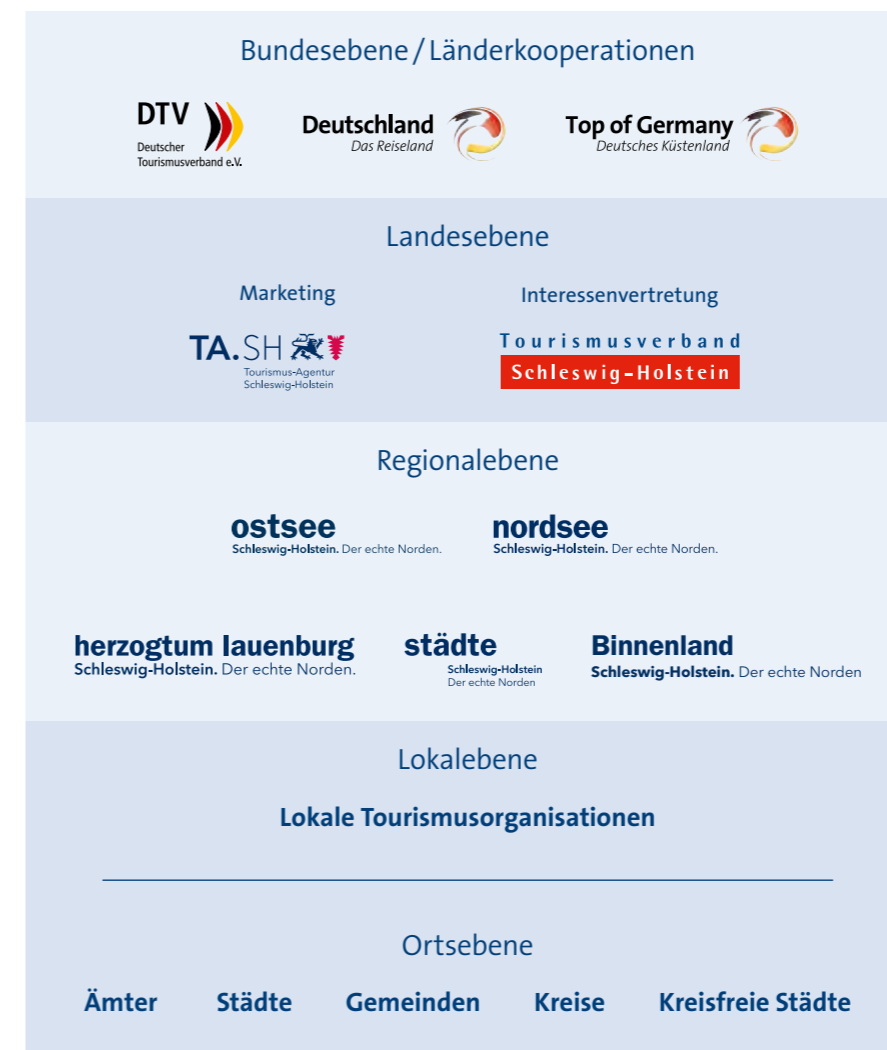 Bundesebene / Länderkooperationen
DTV
Deutscher
Tourismusverband e.V.
Deutschland
Das Reiseland
Top of Germany
Deutsches Küstenland
Landesebene
Marketing
Interessenvertretung
TA.SH
Tourismus-Agentur
Schleswig-Holstein
Tourismusverband
Schleswig-Holstein
Regionalebene
ostsee
Schleswig-Holstein. Der echte Norden.
nordsee
Schleswig-Holstein. Der echte Norden.
herzogtum lauenburg
Schleswig-Holstein. Der echte Norden.
städte
Schleswig-Holstein
Der echte Norden
Binnenland
Schleswig-Holstein. Der echte Norden
Lokalebene
Lokale Tourismusorganisationen
Ortsebene
Ämter Städte Gemeinden Kreise Kreisfreie Städte